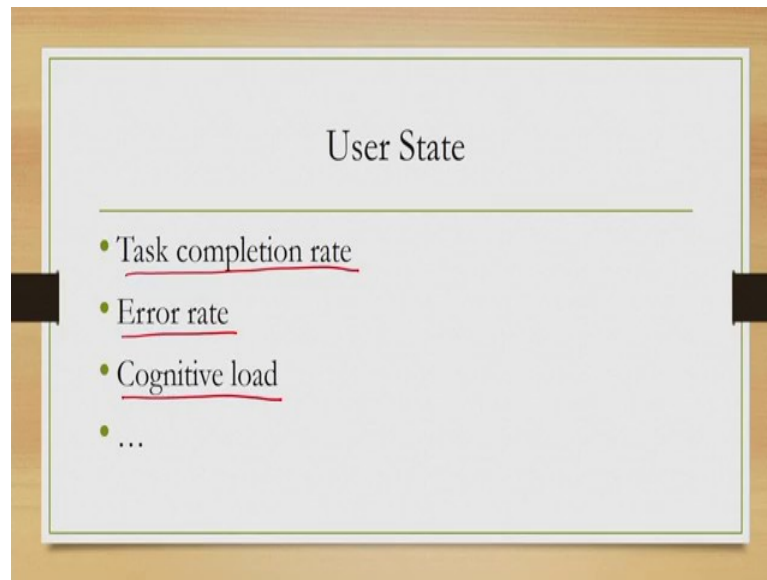 User State
• Task completion rate
• Error rate
• Cognitive load
• ...